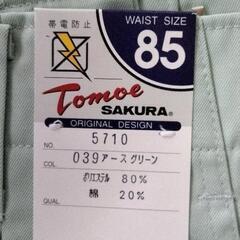 帯電防止
WAIST SIZE
85
Tomoe
SAKURA®
ORIGINAL DESIGN
NO. 5710
COL. 039アースグリーン
ポリエステル 80%
綿 20%
QUAL.